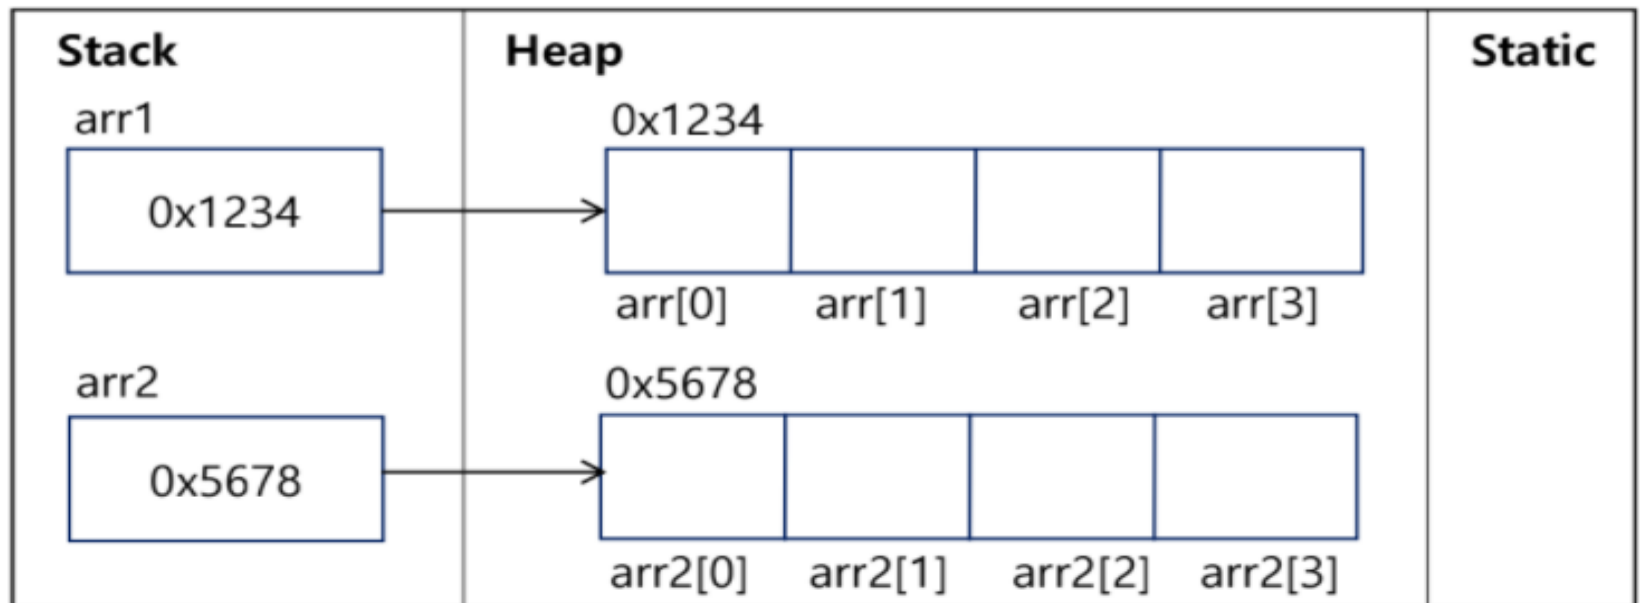 Stack Heap Static
arr1 0x1234
0x1234
arr[0] arr[1] arr[2] arr[3]
arr2 0x5678
0x5678
arr2[0] arr2[1] arr2[2] arr2[3]